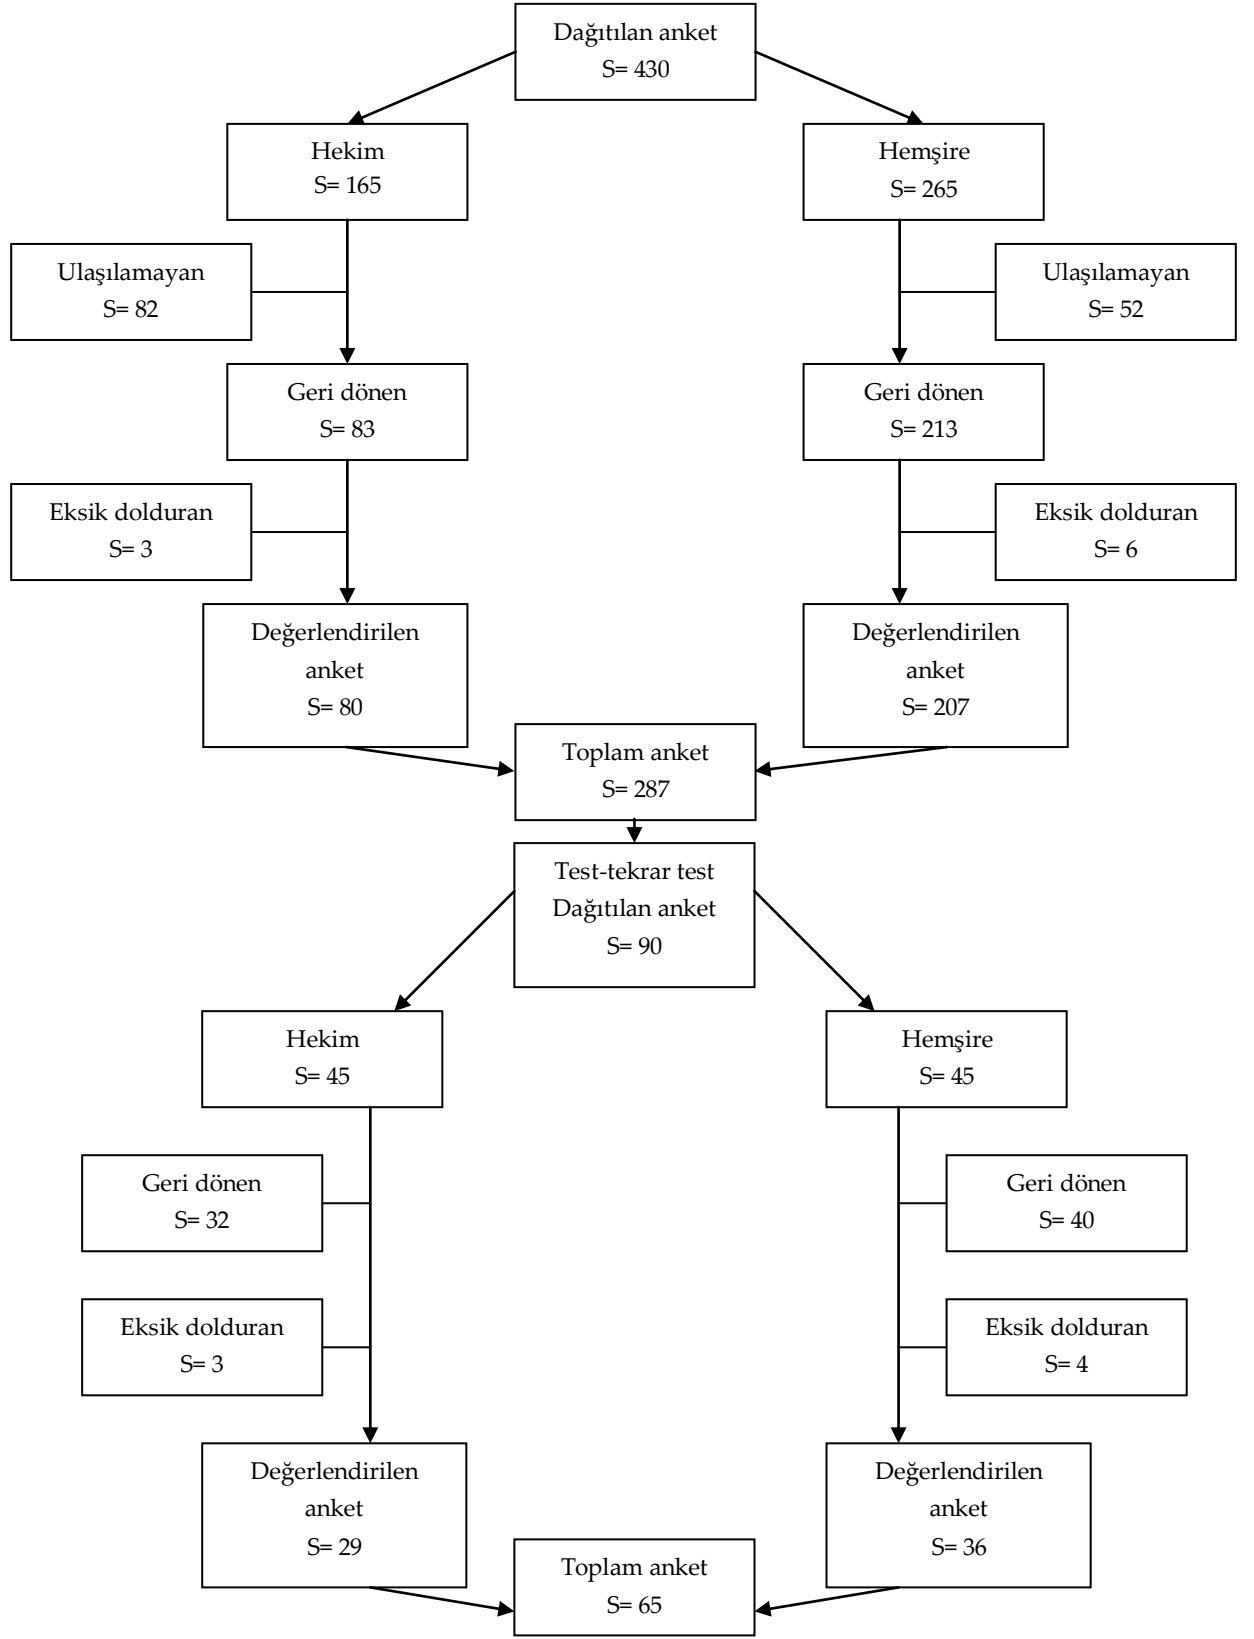 Dağıtılan anket
S= 430
Hekim
S= 165
Hemşire
S= 265
Ulaşılamayan
S= 82
Ulaşılamayan
S= 52
Geri dönen
S= 83
Geri dönen
S= 213
Eksik dolduran
S= 3
Eksik dolduran
S= 6
Değerlendirilen
anket
S= 80
Değerlendirilen
anket
S= 207
Toplam anket
S= 287
Test-tekrar test
Dağıtılan anket
S= 90
Hekim
S= 45
Hemşire
S= 45
Geri dönen
S= 32
Geri dönen
S= 40
Eksik dolduran
S= 3
Eksik dolduran
S= 4
Değerlendirilen
anket
S= 29
Değerlendirilen
anket
S= 36
Toplam anket
S= 65